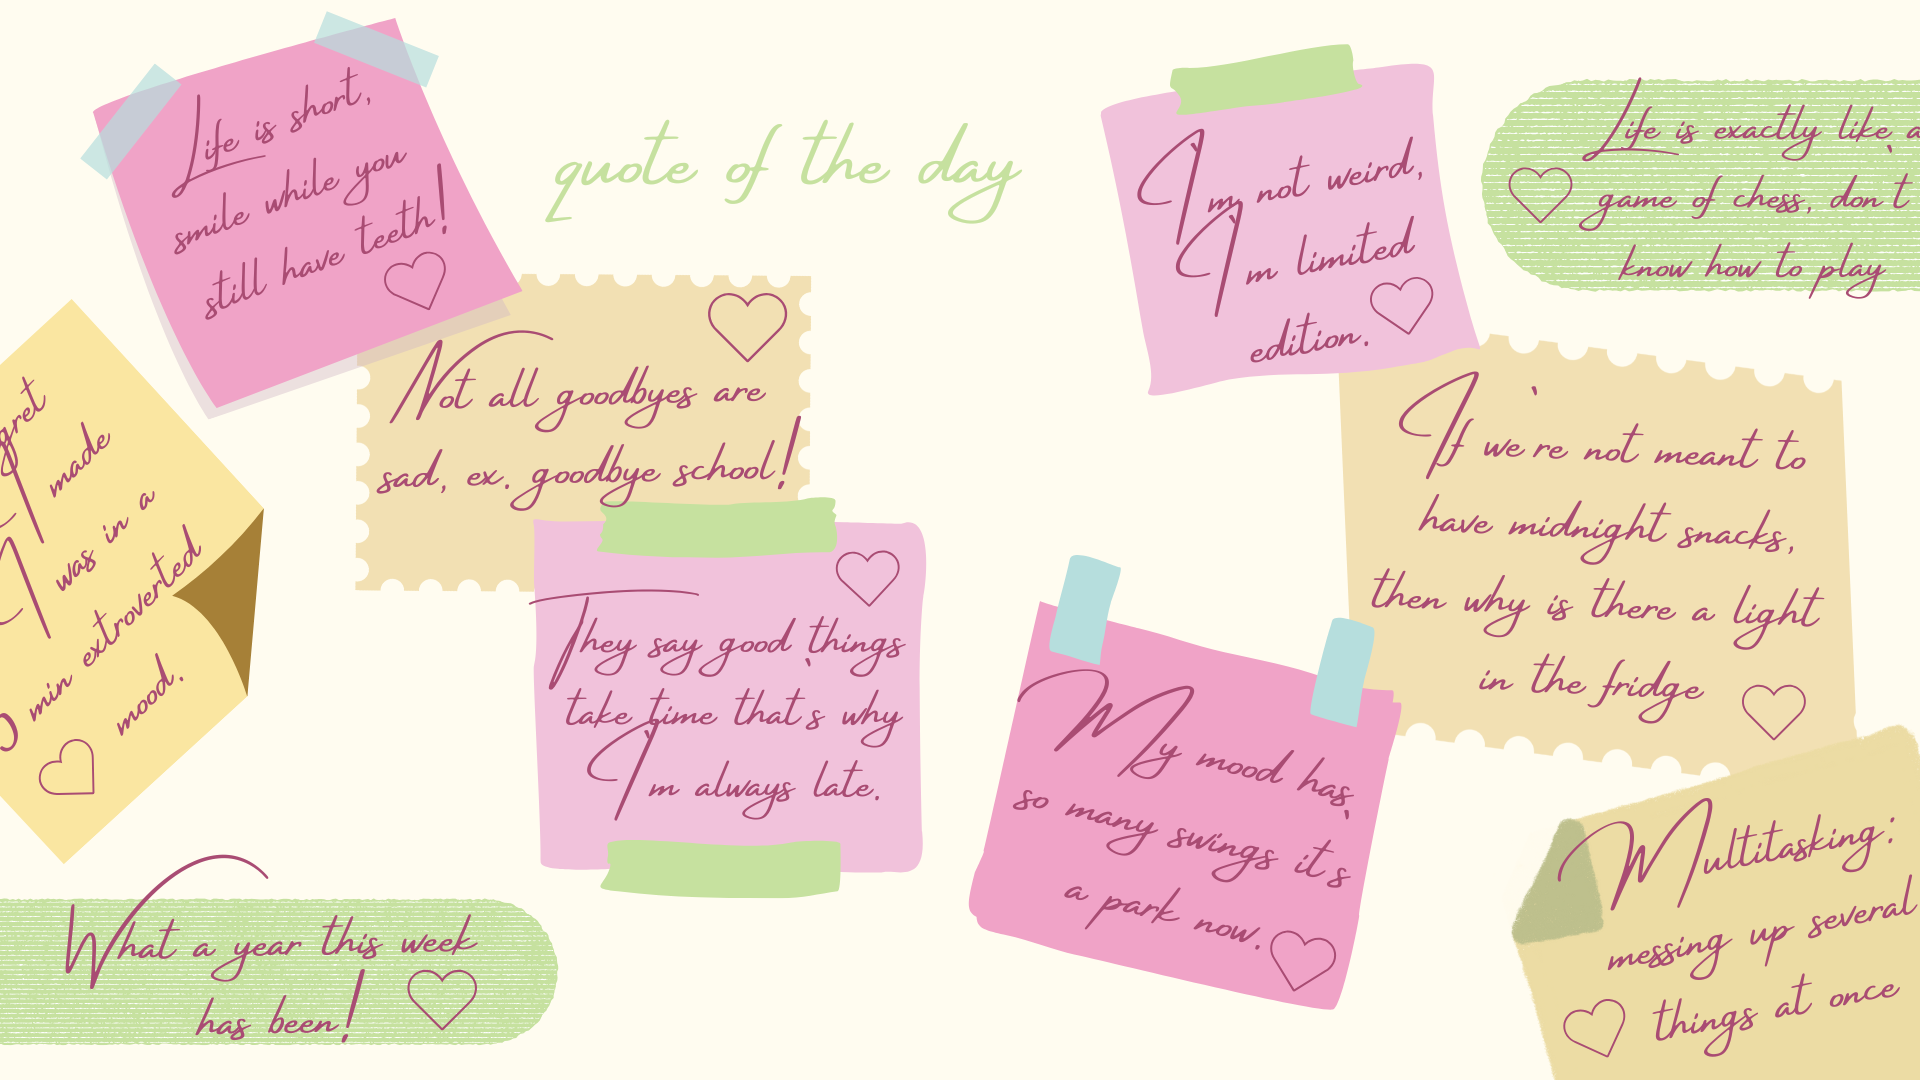 quote of the day
Life is short,
smile while you
still have teeth!
Not all goodbyes are
sad, ex. goodbye school!
gret
I made
I was in a
5 min extroverted
mood.
They say good things
take time that's why
I'm always late.
What a year this week
has been!
I'm not weird,
I'm limited
edition.
Life is exactly like a
game of chess, I don't
know how to play
If we're not meant to
have midnight snacks,
then why is there a light
in the fridge
My mood has
so many swings it's
a park now.
Multitasking:
messing up several
things at once